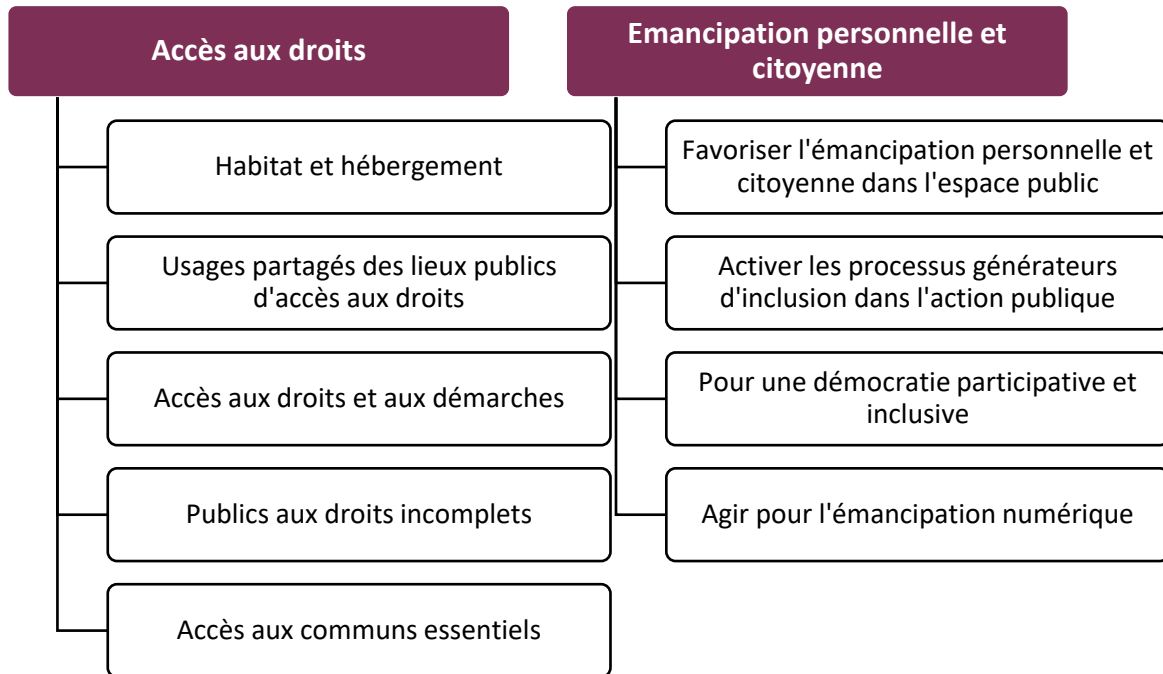 Accès aux droits
Habitat et hébergement
Usages partagés des lieux publics
d'accès aux droits
Accès aux droits et aux démarches
Publics aux droits incomplets
Accès aux communs essentiels
Emancipation personnelle et
citoyenne
Favoriser l'émancipation personnelle et
citoyenne dans l'espace public
Activer les processus générateurs
d'inclusion dans l'action publique
Pour une démocratie participative et
inclusive
Agir pour l'émancipation numérique